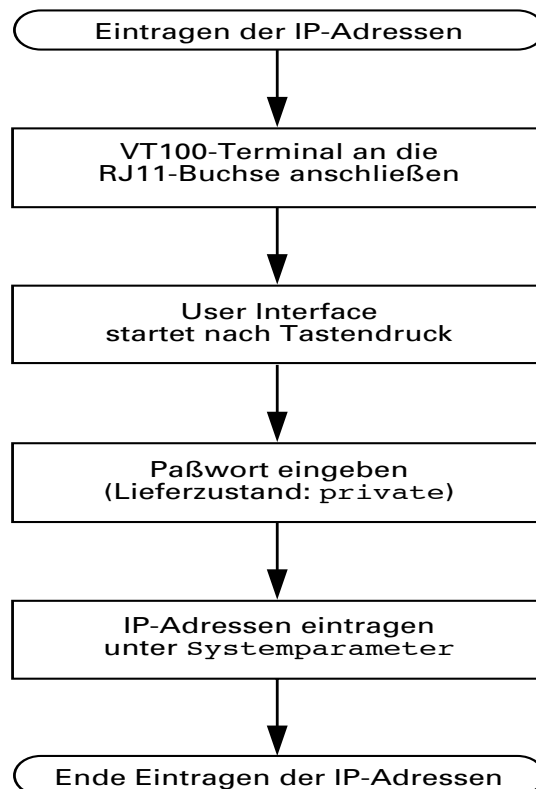 Eintragen der IP-Adressen
VT100-Terminal an die
RJ11-Buchse anschließen
User Interface
startet nach Tastendruck
Paßwort eingeben
(Lieferzustand: private)
IP-Adressen eintragen
unter Systemparameter
Ende Eintragen der IP-Adressen